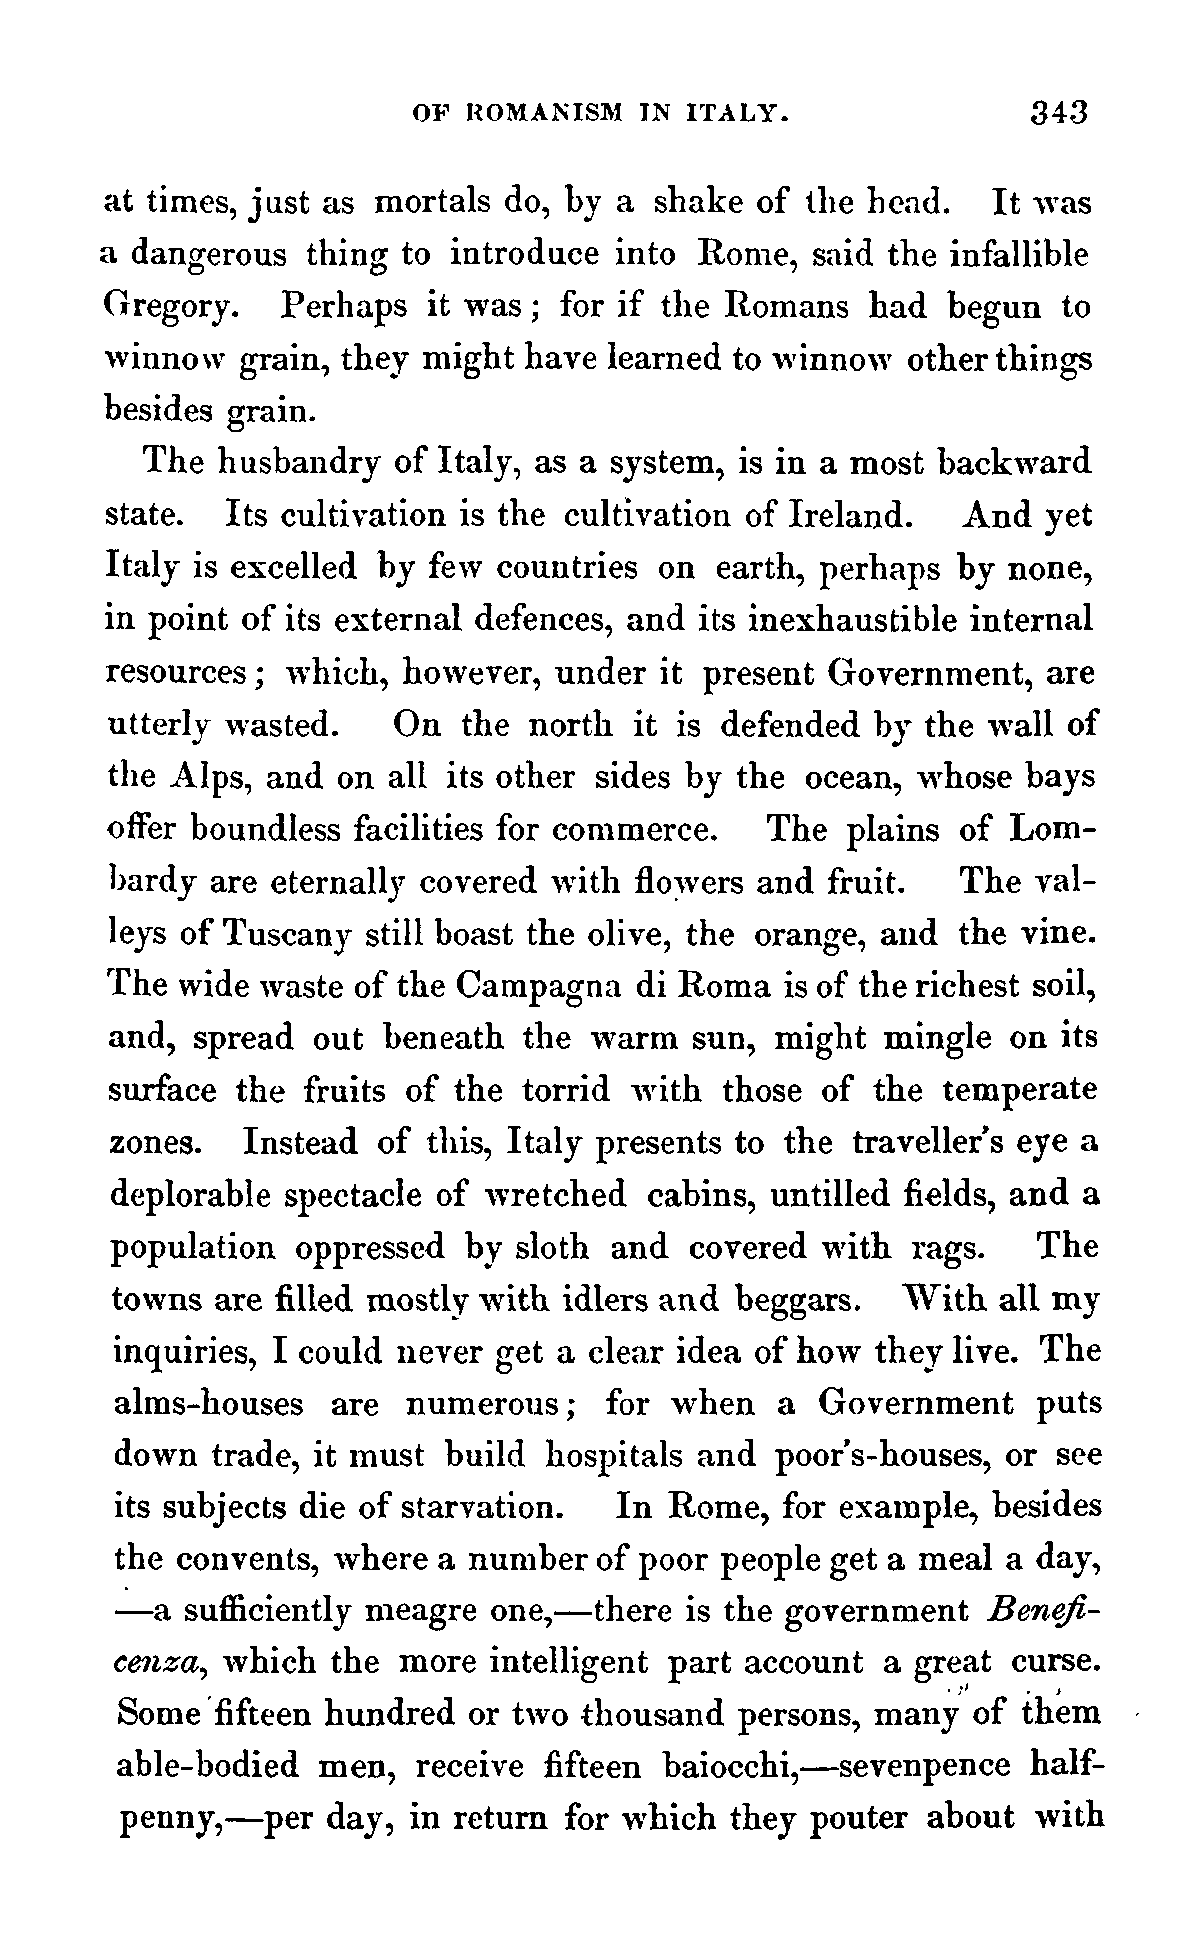 OF ROMANISM IN ITALY. 343
at times, just as mortals do, by a shake of the head. It was
a dangerous thing to introduce into Rome, said the infallible
Gregory. Perhaps it was; for if the Romans had begun to
winnow grain, they might have learned to winnow other things
besides grain.
The husbandry of Italy, as a system, is in a most backward
state. Its cultivation is the cultivation of Ireland. And yet
Italy is excelled by few countries on earth, perhaps by none,
in point of its external defences, and its inexhaustible internal
resources; which, however, under it present Government, are
utterly wasted. On the north it is defended by the wall of
the Alps, and on all its other sides by the ocean, whose bays
offer boundless facilities for commerce. The plains of Lom-
bardy are eternally covered with flowers and fruit. The val-
leys of Tuscany still boast the olive, the orange, and the vine.
The wide waste of the Campagna di Roma is of the richest soil,
and, spread out beneath the warm sun, might mingle on its
surface the fruits of the torrid with those of the temperate
zones. Instead of this, Italy presents to the traveller's eye a
deplorable spectacle of wretched cabins, untilled fields, and a
population oppressed by sloth and covered with rags. The
towns are filled mostly with idlers and beggars. With all my
inquiries, I could never get a clear idea of how they live. The
alms-houses are numerous; for when a Government puts
down trade, it must build hospitals and poor's-houses, or see
its subjects die of starvation. In Rome, for example, besides
the convents, where a number of poor people get a meal a day,
—a sufficiently meagre one,—there is the government Benefi-
cenza, which the more intelligent part account a great curse.
Some fifteen hundred or two thousand persons, many of them
able-bodied men, receive fifteen baiocchi,—sevenpence half-
penny,—per day, in return for which they pouter about with